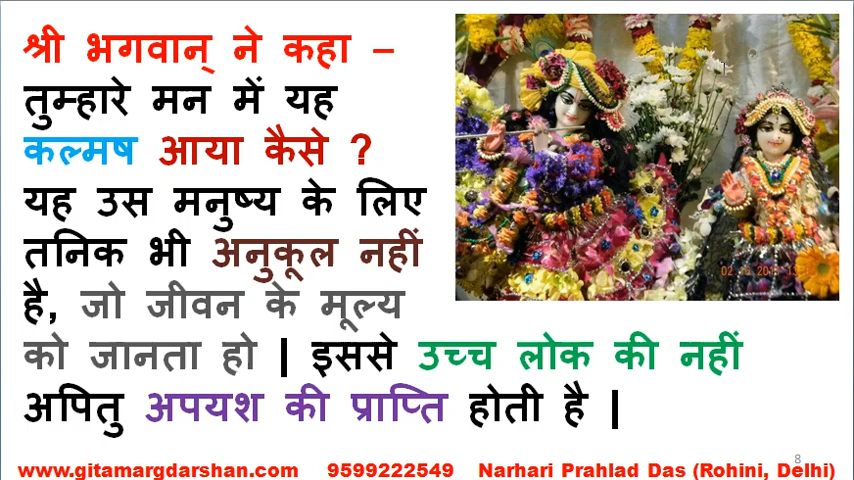 श्री भगवान् ने कहा –
तुम्हारे मन में यह
कल्मष आया कैसे ?
यह उस मनुष्य के लिए
तनिक भी अनुकूल नहीं
है, जो जीवन के मूल्य
को जानता हो | इससे उच्च लोक की नहीं
अपितु अपयश की प्राप्ति होती है |
8
www.gitamargdarshan.com 9599222549 Narhari Prahlad Das (Rohini, Delhi)